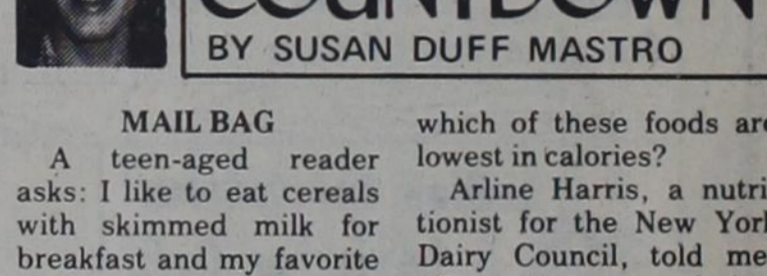 COUNTDOWN
BY SUSAN DUFF MASTRO
MAIL BAG
A teen-aged reader
asks: I like to eat cereals
with skimmed milk for
breakfast and my favorite
which of these foods are
lowest in calories?
Arline Harris, a nutri
tionist for the New York
Dairy Council, told me